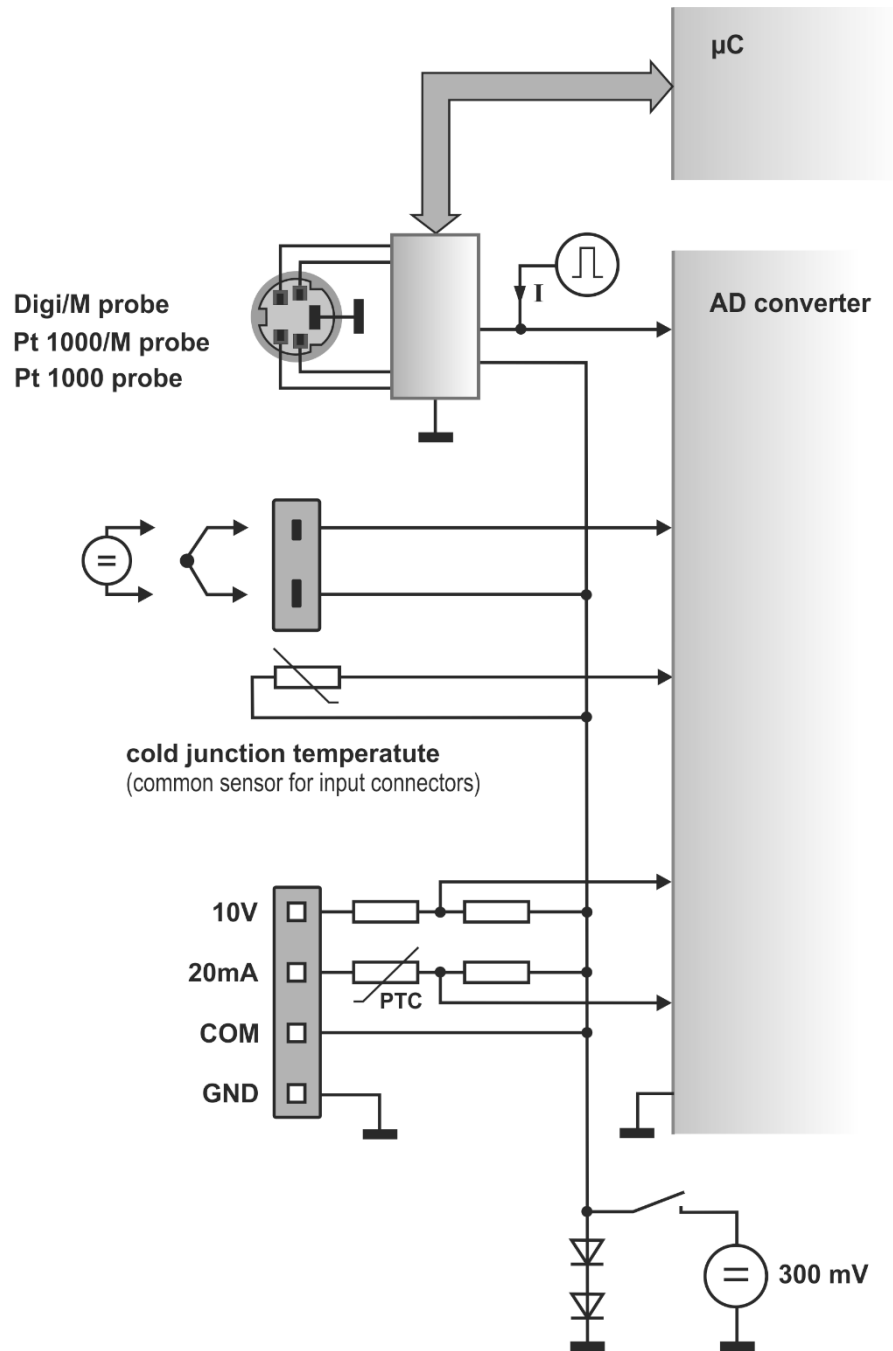 µC
I
AD converter
Digi/M probe
Pt 1000/M probe
Pt 1000 probe
=
cold junction temperatute
(common sensor for input connectors)
10V
20mA
PTC
COM
GND
=
300 mV